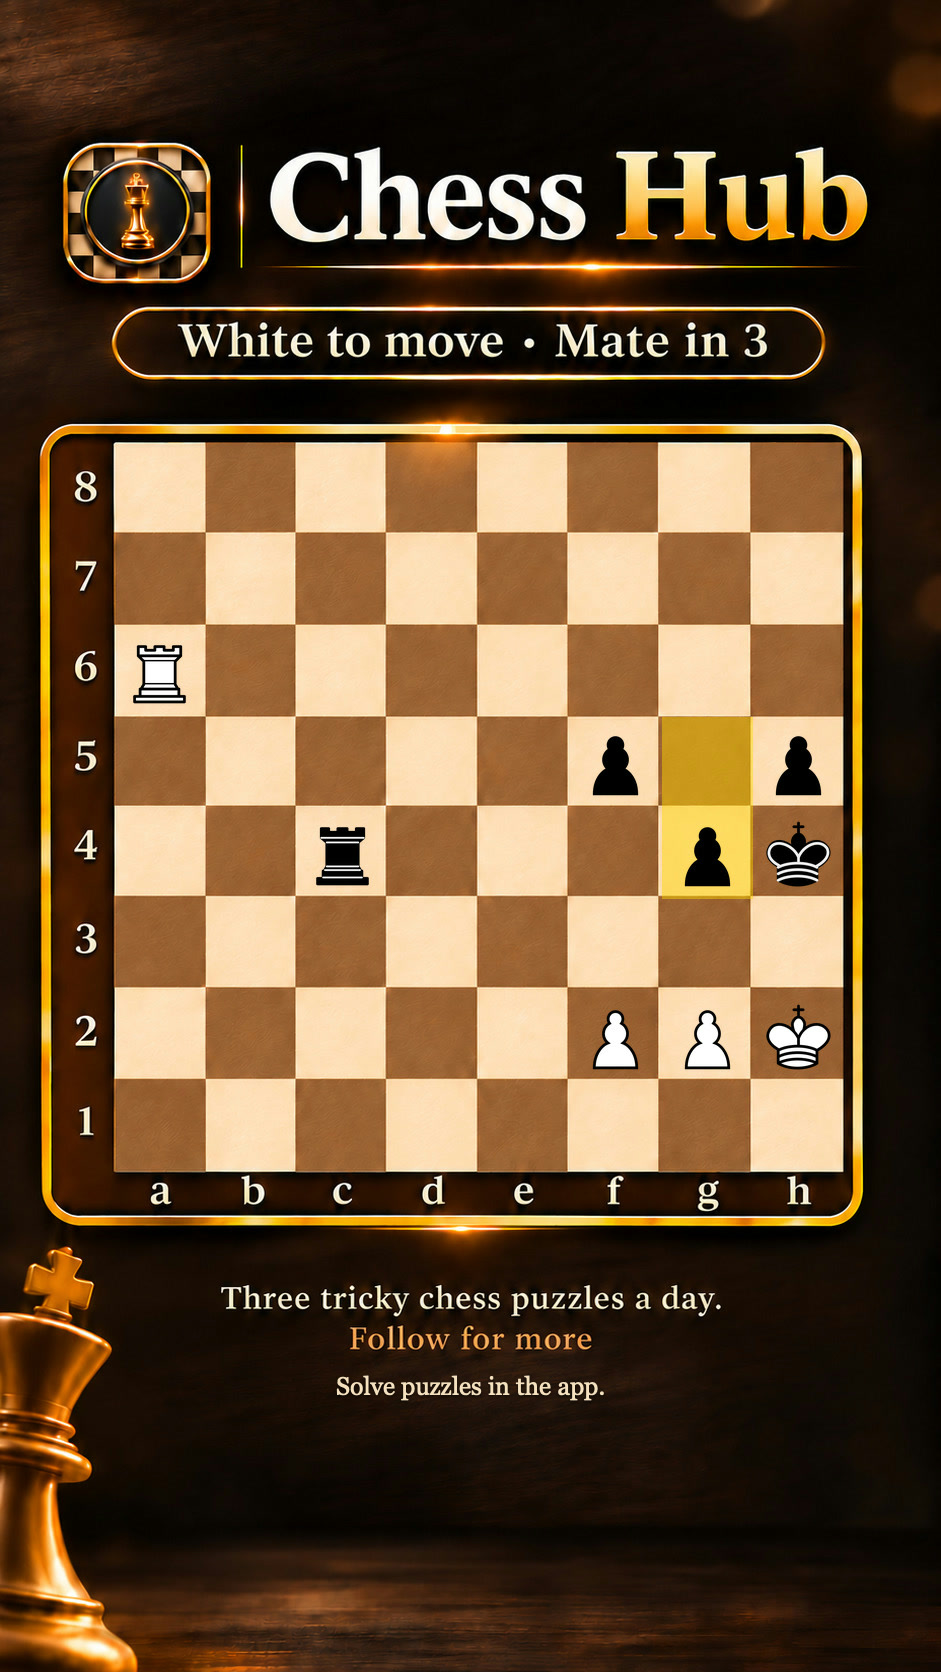 Chess Hub
White to move • Mate in 3
8
7
6
5
4
3
2
1
a b c d e f g h
Three tricky chess puzzles a day.
Follow for more
Solve puzzles in the app.